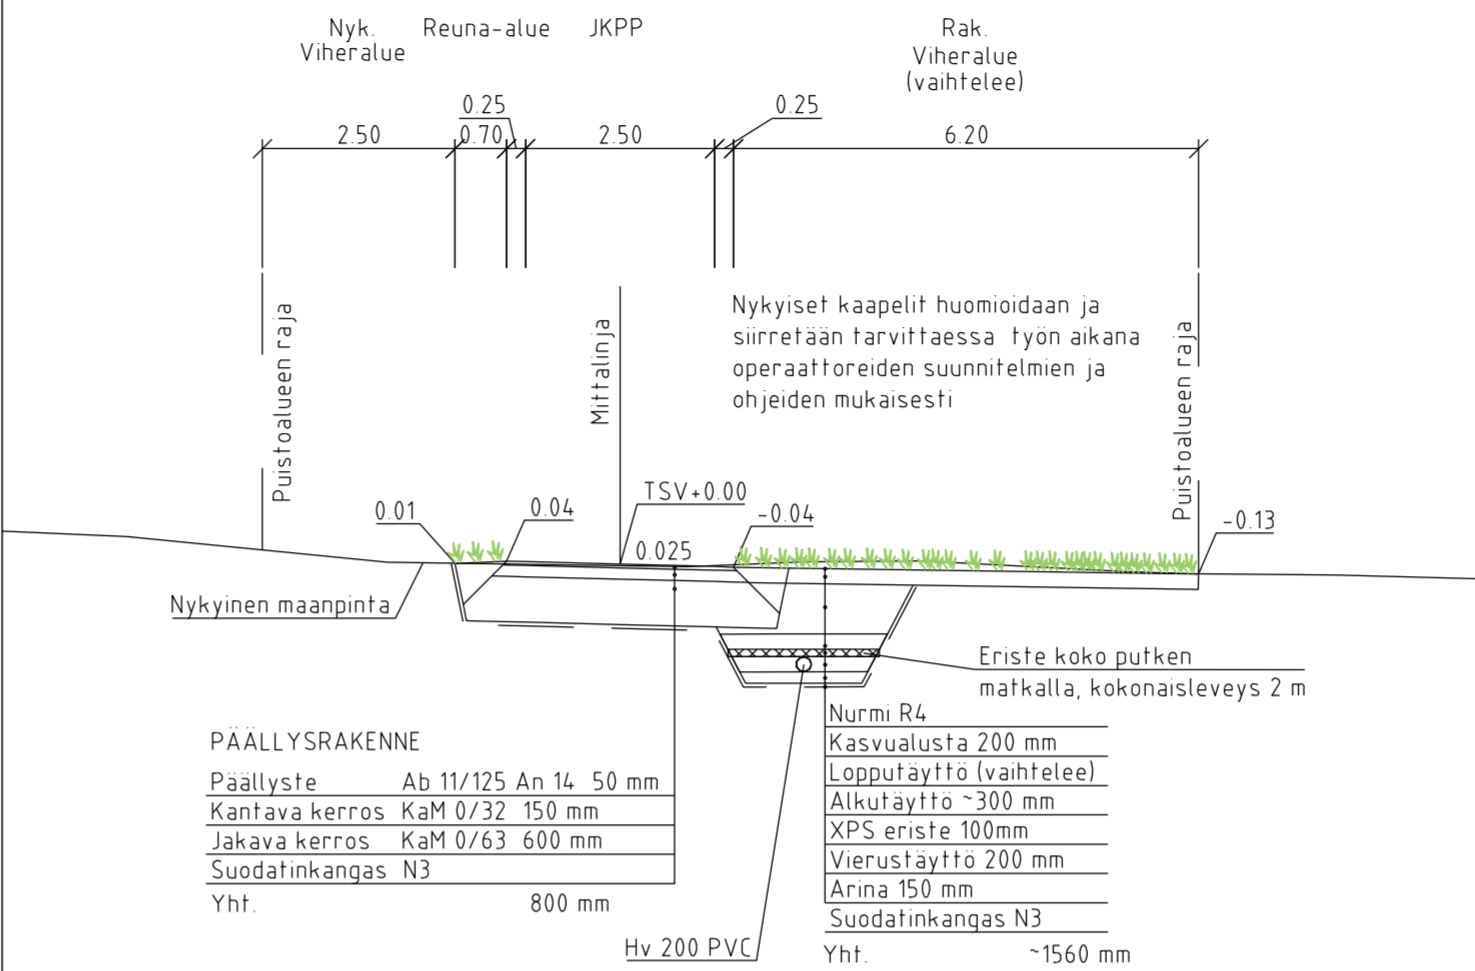 Nyk.
Viheralue
Reuna-alue
JKPP
Rak.
Viheralue
(vaihtelee)
0.25
0.25
2.50
0.70
2.50
6.20
Puistoalueen raja
Mittalinja
Nykyiset kaapelit huomioidaan ja
siirretään tarvittaessa työn aikana
operaattoreiden suunnitelmien ja
ohjeiden mukaisesti
Puistoalueen raja
0.01
0.04
TSV+0.00
-0.04
-0.13
0.025
Nykyinen maanpinta
Eriste koko putken
matkalla, kokonaisleveys 2 m
PÄÄLLYSRAKENNE
Päällyste Ab 11/125 An 14 50 mm
Kantava kerros KaM 0/32 150 mm
Jakava kerros KaM 0/63 600 mm
Suodatinkangas N3
Yht. 800 mm
Nurmi R4
Kasvualusta 200 mm
Lopputäyttö (vaihtelee)
Alkutäyttö ~300 mm
XPS eriste 100mm
Vierustäyttö 200 mm
Arina 150 mm
Suodatinkangas N3
Yht. ~1560 mm
Hv 200 PVC